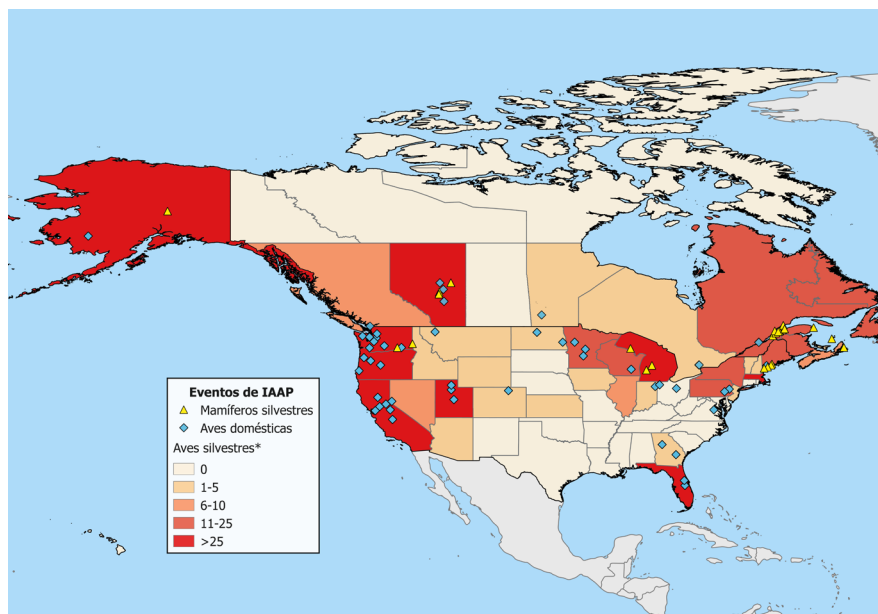 Eventos de IAAP
Mamíferos silvestres
Aves domésticas
Aves silvestres*
0
1-5
6-10
11-25
>25